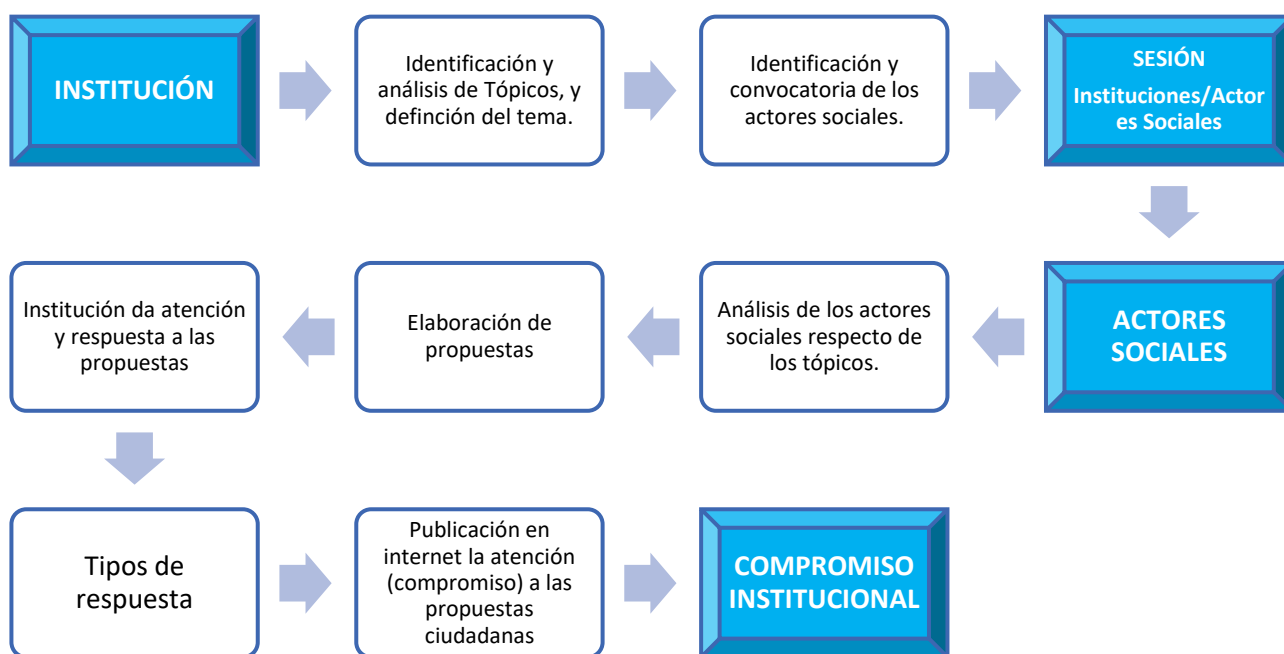 INSTITUCIÓN
Identificación y
análisis de Tópicos, y
definción del tema.
Identificación y
convocatoria de los
actores sociales.
SESIÓN
Instituciones/Actor
es Sociales
ACTORES
SOCIALES
Análisis de los actores
sociales respecto de
los tópicos.
Elaboración de
propuestas
Institución da atención
y respuesta a las
propuestas
Tipos de
respuesta
Publicación en
internet la atención
(compromiso) a las
propuestas
ciudadanas
COMPROMISO
INSTITUCIONAL